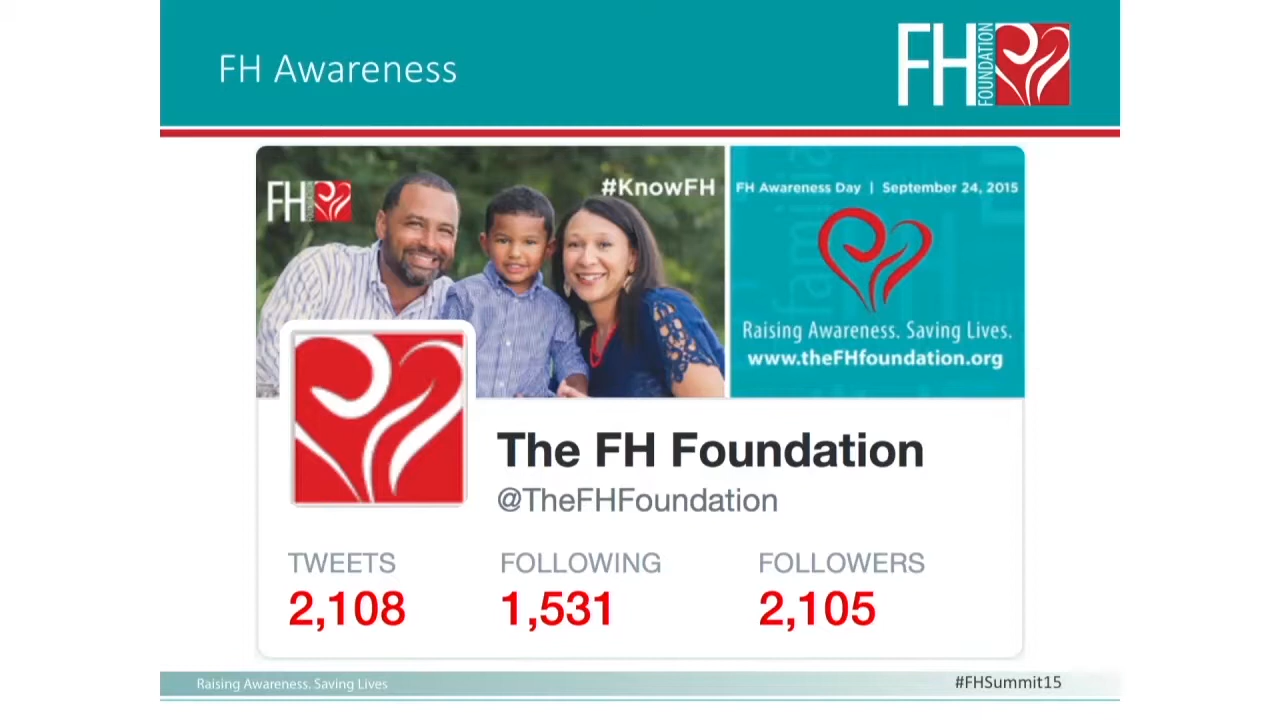 FH Awareness
FH FOUNDATION
FH FOUNDATION
#KnowFH
FH Awareness Day | September 24, 2015
Raising Awareness. Saving Lives.
www.theFHfoundation.org
The FH Foundation
@TheFHFoundation
TWEETS FOLLOWING FOLLOWERS
2,108 1,531 2,105
Raising Awareness. Saving Lives
#FHSummit15